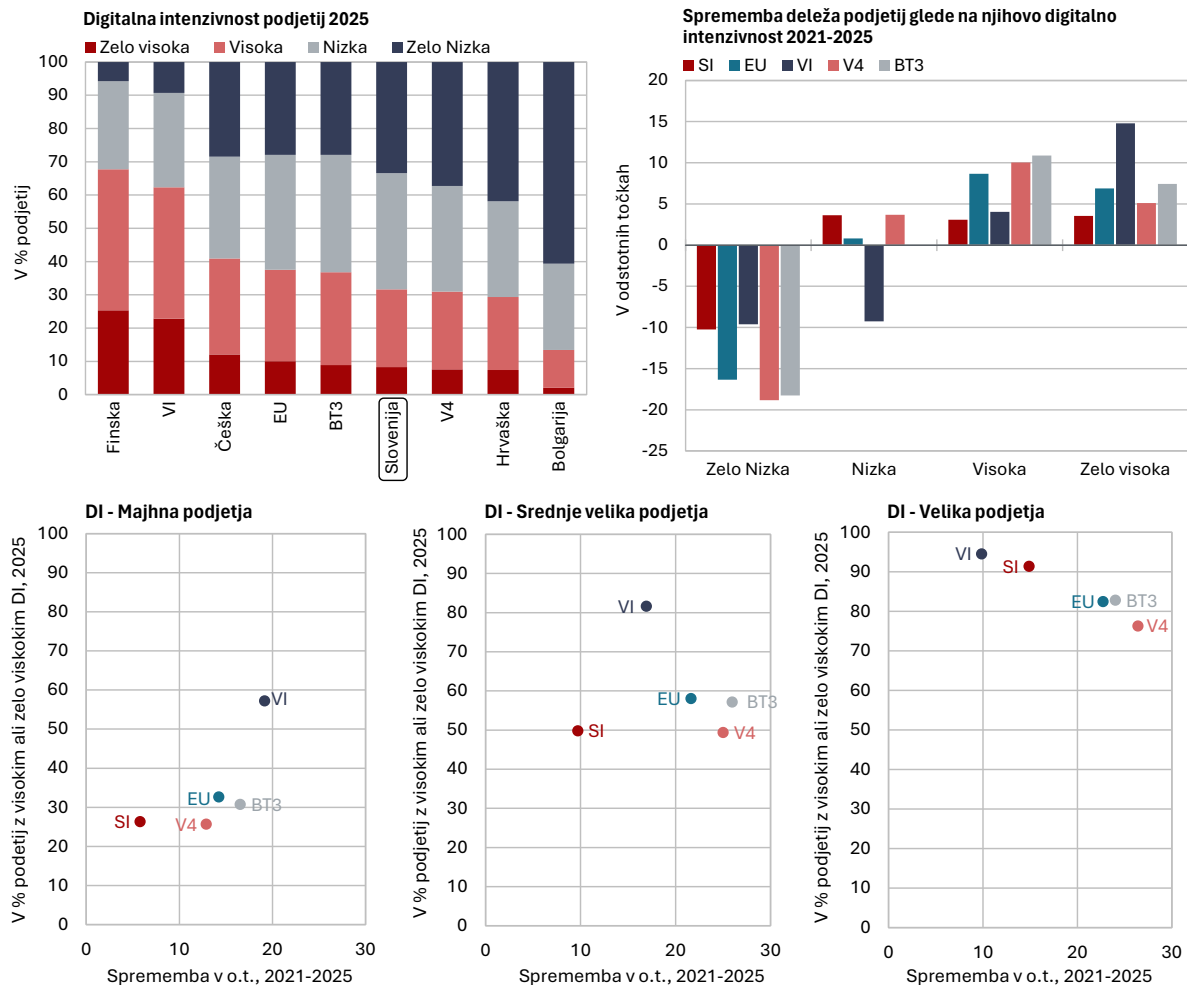 Digitalna intenzivnost podjetij 2025
Zelo visoka Visoka Nizka Zelo Nizka
V % podjetij
100
90
80
70
60
50
40
30
20
10
0
Finska
VI
Češka
EU
BT3
Slovenija
V4
Hrvaška
Bolgarija
Sprememba deleža podjetij glede na njihovo digitalno
intenzivnost 2021-2025
SI EU VI V4 BT3
V odstotnih točkah
20
15
10
5
0
-5
-10
-15
-20
-25
Zelo Nizka Nizka Visoka Zelo visoka
DI - Majhna podjetja
V % podetij z visokim ali zelo viskokim DI, 2025
100
90
80
70
60
50
40
30
20
10
0
VI
EU
BT3
SI
V4
0 10 20 30
Sprememba v o.t., 2021-2025
DI - Srednje velika podjetja
V % podjetij z visokim ali zelo viskokim DI, 2025
100
90
80
70
60
50
40
30
20
10
0
VI
EU
BT3
SI
V4
0 10 20 30
Sprememba v o.t., 2021-2025
DI - Velika podjetja
V % podjetij z visokim ali zelo viskokim DI, 2025
100
90
80
70
60
50
40
30
20
10
0
VI
SI
EU
BT3
V4
0 10 20 30
Sprememba v o.t., 2021-2025